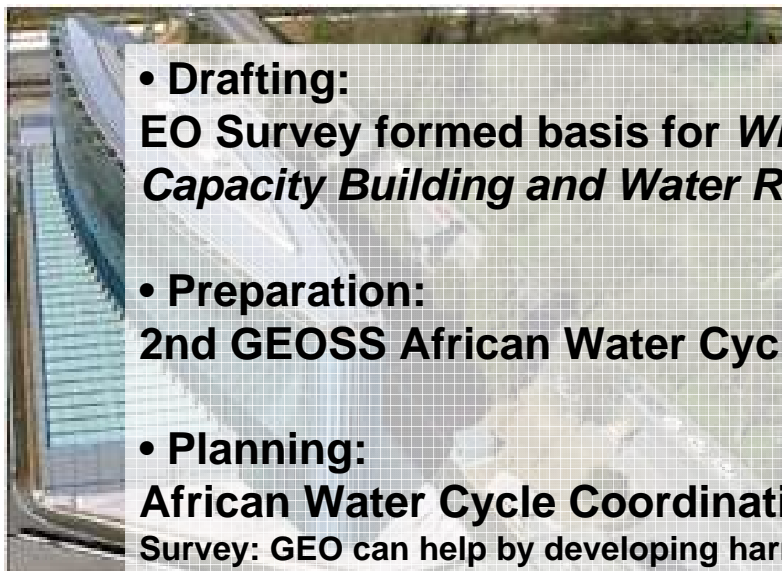 • Drafting:
EO Survey formed basis for
Capacity Building and Water
• Preparation:
2nd GEOSS African Water
• Planning:
African Water Cycle
Survey: GEO can help by developing